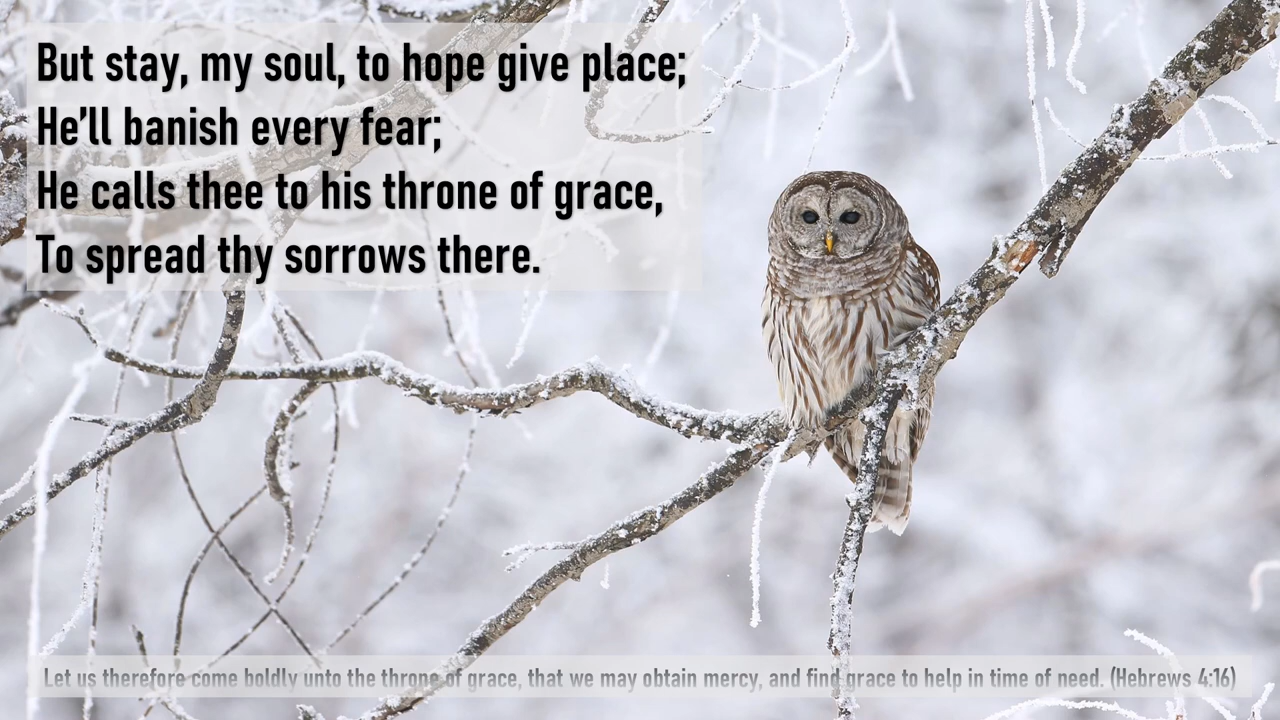 But stay, my soul, to hope give place;
He’ll banish every fear;
He calls thee to his throne of grace,
To spread thy sorrows there.
Let us therefore come boldly unto the throne of grace, that we may obtain mercy, and find grace to help in time of need. (Hebrews 4:16)